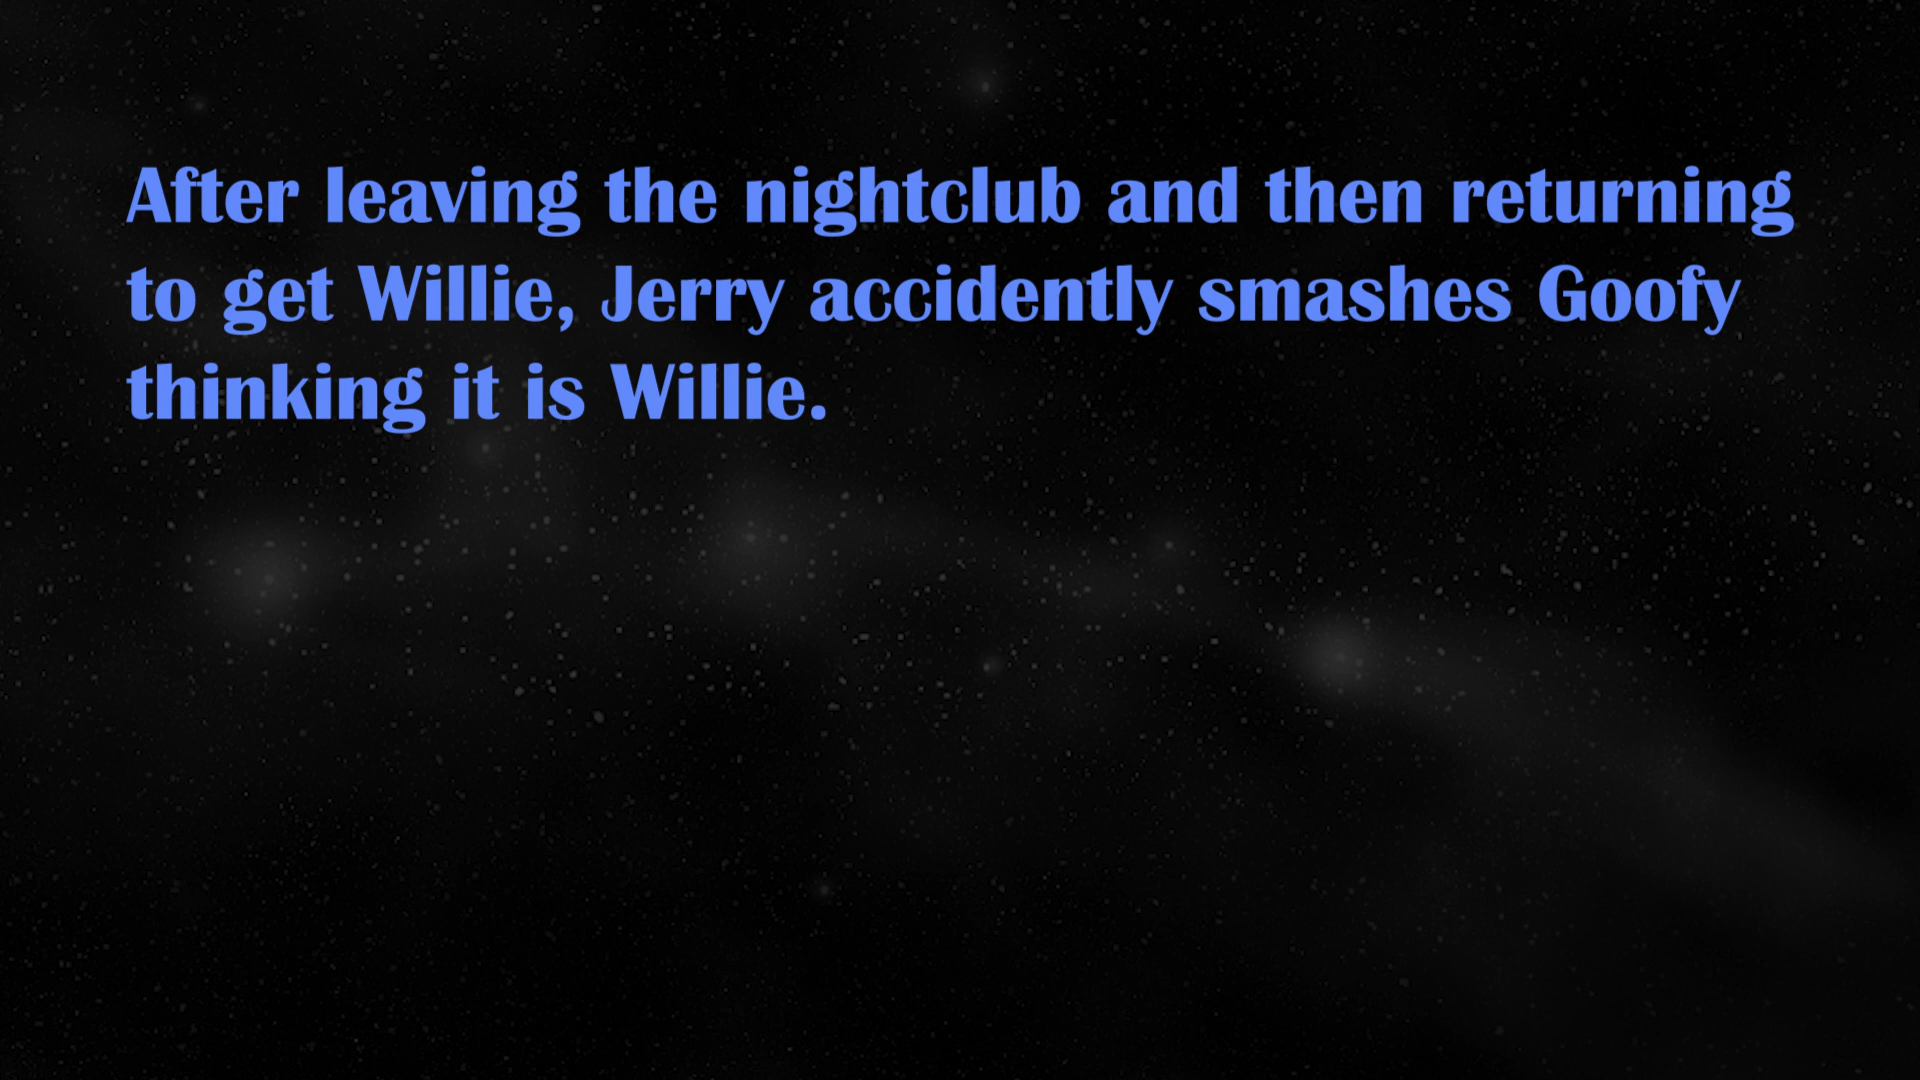 After leaving the nightclub and then returning
to get Willie, Jerry accidently smashes Goofy
thinking it is Willie.